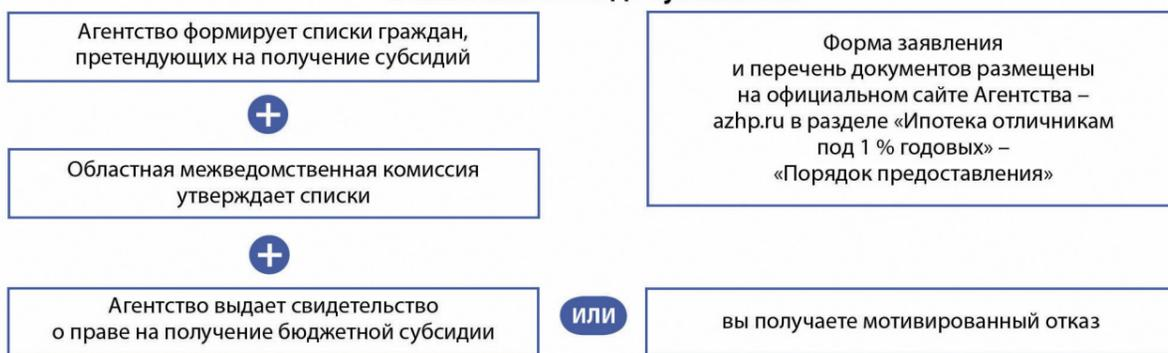 Агентство формирует списки граждан,
претендующих на получение субсидий
+
Областная межведомственная комиссия
утверждает списки
+
Агентство выдает свидетельство
о праве на получение бюджетной субсидии
ИЛИ
вы получаете мотивированный отказ
Форма заявления
и перечень документов размещены
на официальном сайте Агентства –
azhp.ru в разделе «Ипотека отличникам
под 1 % годовых» –
«Порядок предоставления»